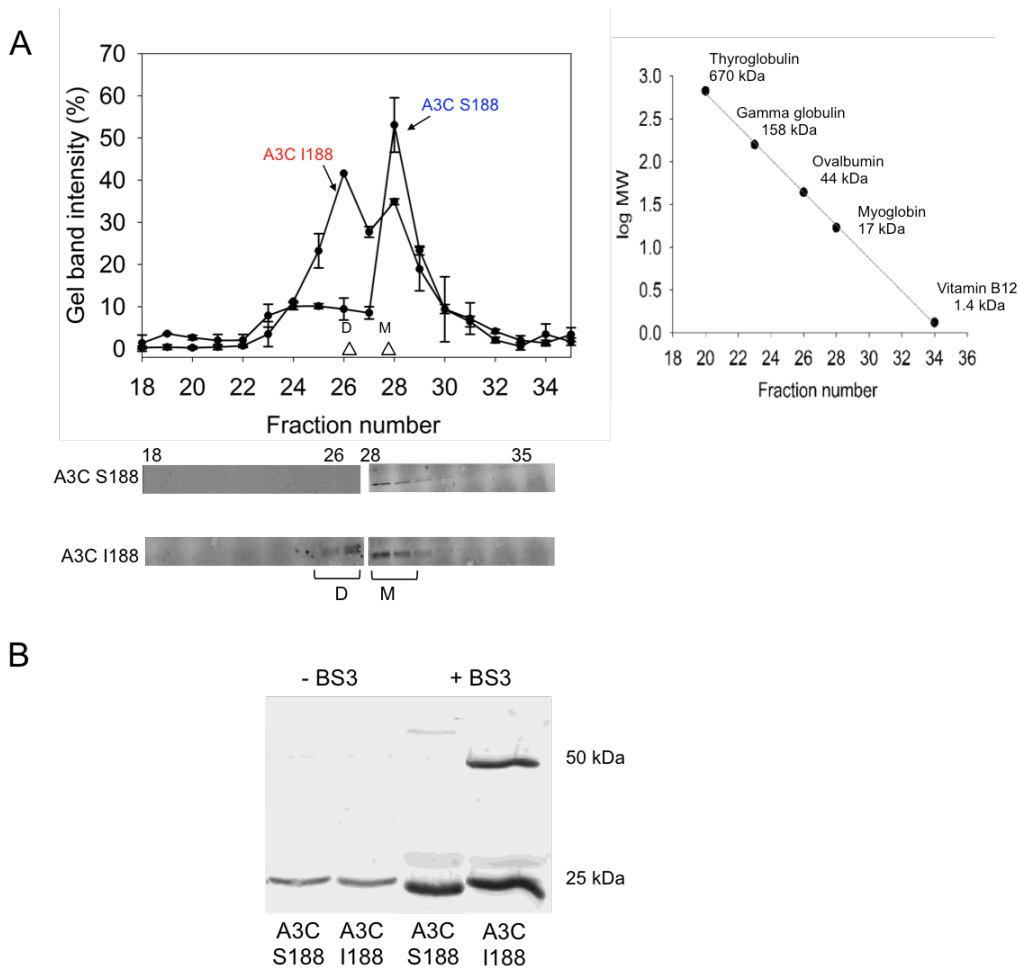 A
70
60
50
40
30
20
10
0
Gel band intensity (%)
A3C S188
A3C I188
D M
18 20 22 24 26 28 30 32 34
Fraction number
3.0
2.5
2.0
1.5
1.0
0.5
0.0
log MW
Thyroglobulin
670 kDa
Gamma globulin
158 kDa
Ovalbumin
44 kDa
Myoglobin
17 kDa
Vitamin B12
1.4 kDa
18 20 22 24 26 28 30 32 34 36
Fraction number
18 26 28 35
A3C S188
A3C I188
D M
B
- BS3 + BS3
50 kDa
25 kDa
A3C A3C A3C A3C
S188 I188 S188 I188